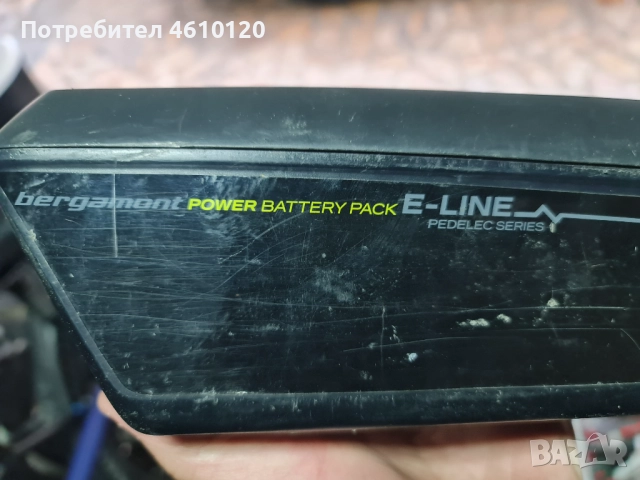 Потребител 4610120
bergamont POWER BATTERY PACK E-LINE
PEDELEC SERIES
BAZAR